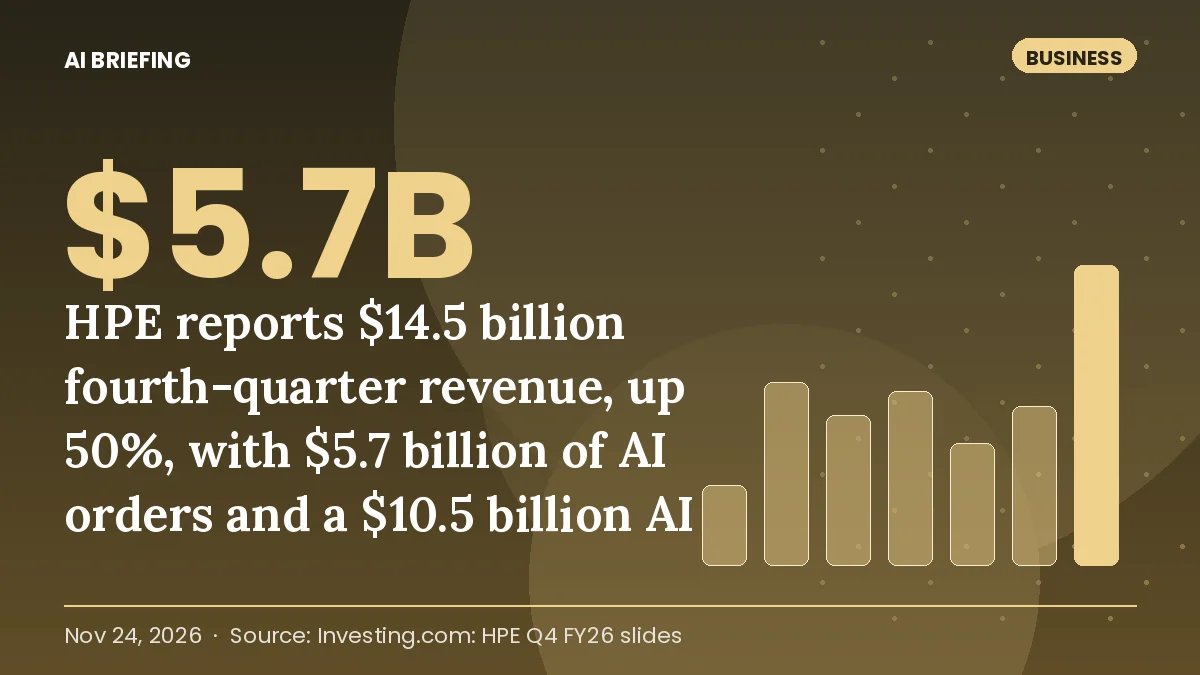 AI BRIEFING
BUSINESS
$5.7B
HPE reports $14.5 billion
fourth-quarter revenue, up
50%, with $5.7 billion of AI
orders and a $10.5 billion AI
Nov 24, 2026 · Source: Investing.com: HPE Q4 FY26 slides